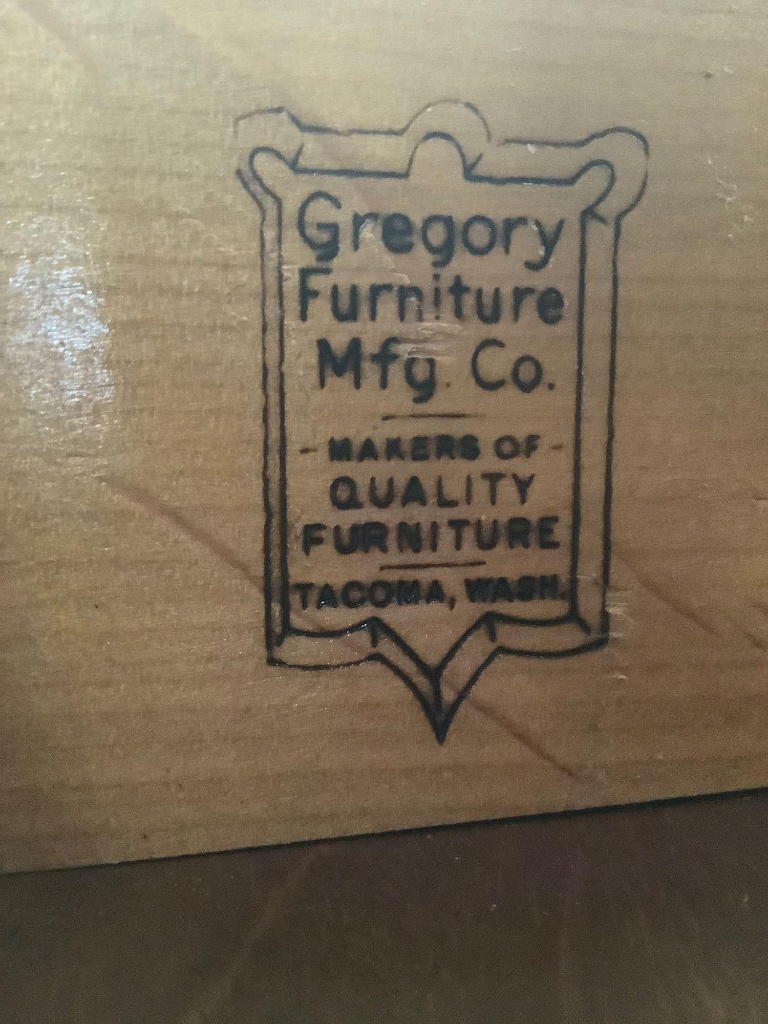 Gregory
Furniture
Mfg. Co.
- MAKERS OF -
QUALITY
FURNITURE
TACOMA, WASH.